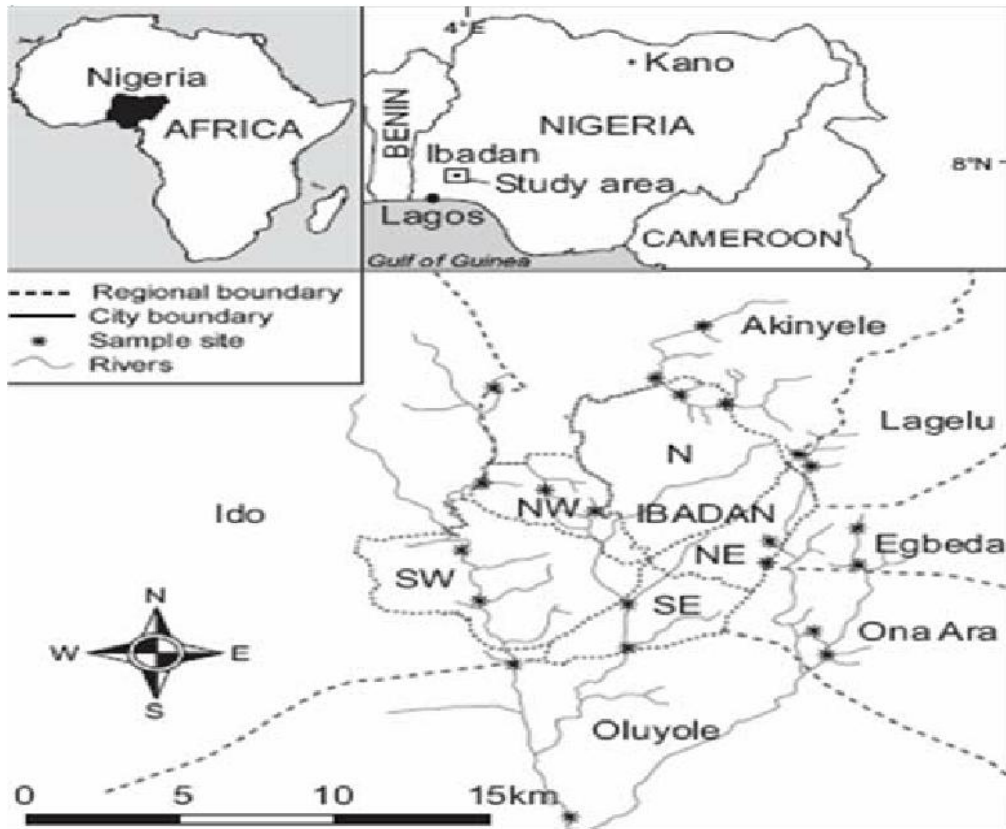 Nigeria
AFRICA
4°E
Kano
NIGERIA
BENIN
Ibadan
Study area
8°N
Lagos
CAMEROON
Gulf of Guinea
Regional boundary
City boundary
Sample site
Rivers
Akinyele
Lagelu
N
Ido
NW
IBADAN
Egbeda
NE
SW
SE
Ona Ara
N
W
E
S
Oluyole
0 5 10 15km